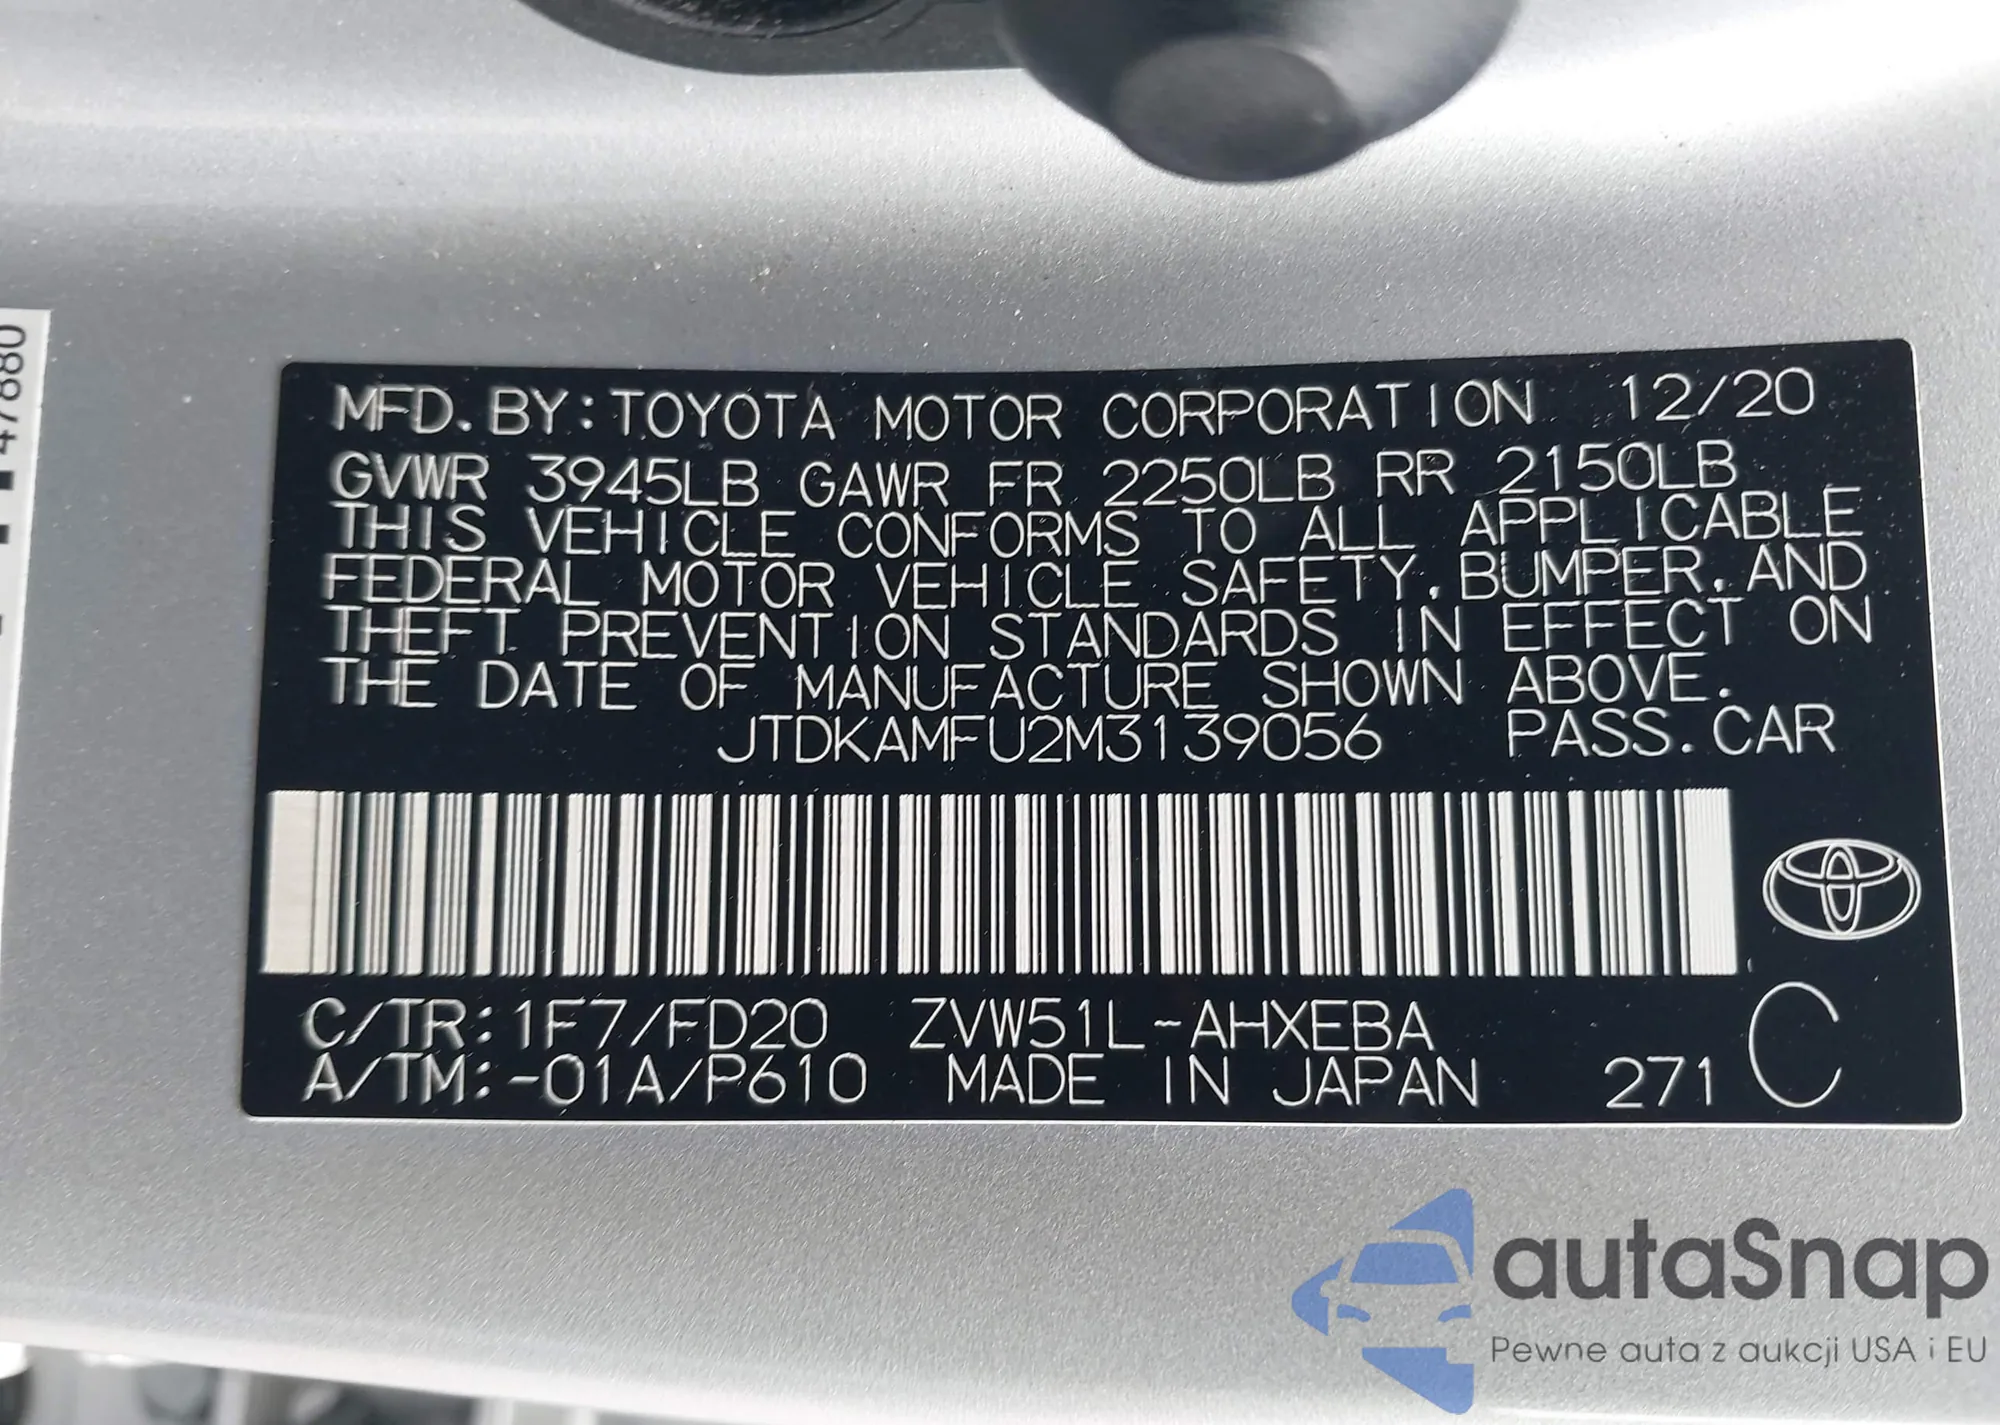 MFD. BY: TOYOTA MOTOR CORPORATION 12/20
GVWR 3945LB GAWR FR 2250LB RR 2150LB
THIS VEHICLE CONFORMS TO ALL APPLICABLE
FEDERAL MOTOR VEHICLE SAFETY, BUMPER, AND
THEFT PREVENTION STANDARDS IN EFFECT ON
THE DATE OF MANUFACTURE SHOWN ABOVE.
JTDKAMFU2M3139056 PASS. CAR
C/TR: 1F7/FD20 ZVW51L-AHXEBA
A/TM: -01A/P610 MADE IN JAPAN 271 C
47880
autaSnap
Pewne auta z aukcji USA i EU